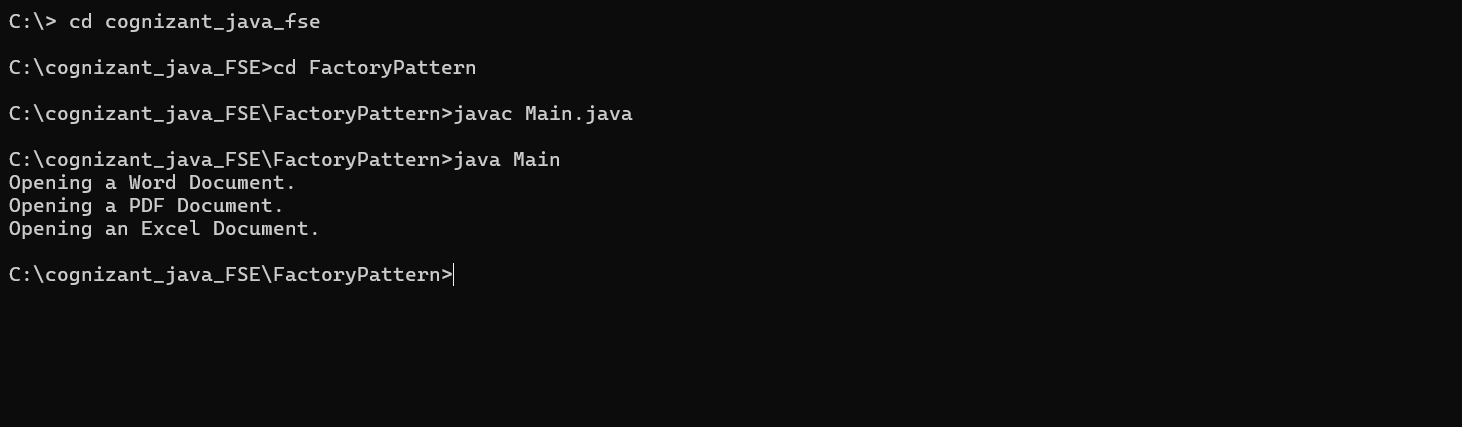 C:\> cd cognizant_java_fse
C:\cognizant_java_FSE>cd FactoryPattern
C:\cognizant_java_FSE\FactoryPattern>javac Main.java
C:\cognizant_java_FSE\FactoryPattern>java Main
Opening a Word Document.
Opening a PDF Document.
Opening an Excel Document.
C:\cognizant_java_FSE\FactoryPattern>